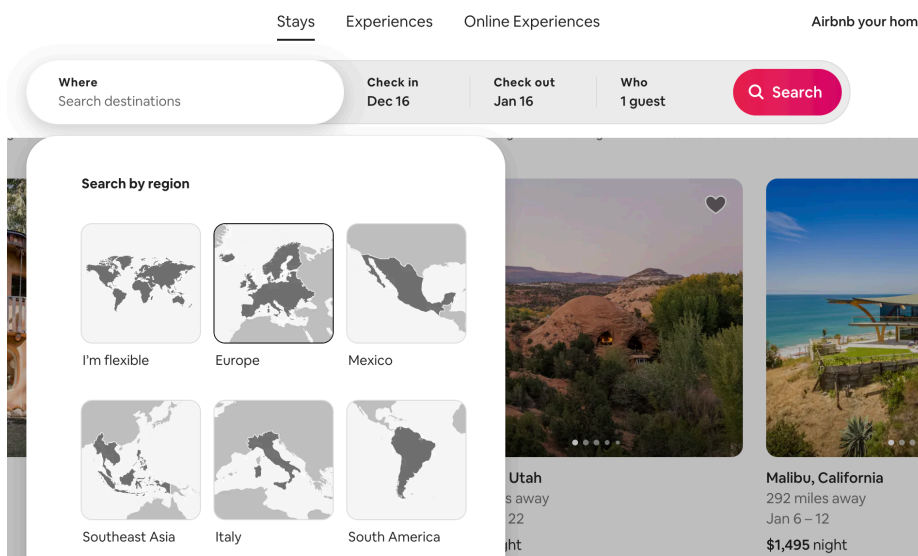 Stays Experiences Online Experiences Airbnb your hom
Where
Search destinations
Check in
Dec 16
Check out
Jan 16
Who
1 guest
Search
Search by region
I'm flexible
Europe
Mexico
Southeast Asia
Italy
South America
Utah
s away
22
ght
Malibu, California
292 miles away
Jan 6 – 12
$1,495 night